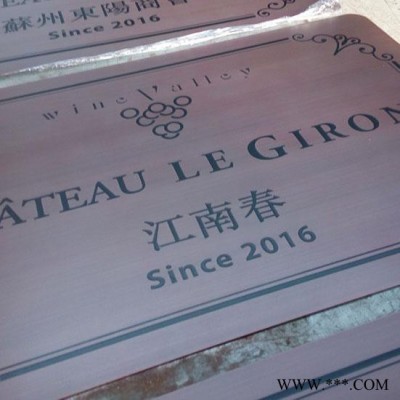 蘇州東陽商會
Since 2016
wine Valley
ÂTEAU LE GIRON
江南春
Since 2016
WWW.***.COM